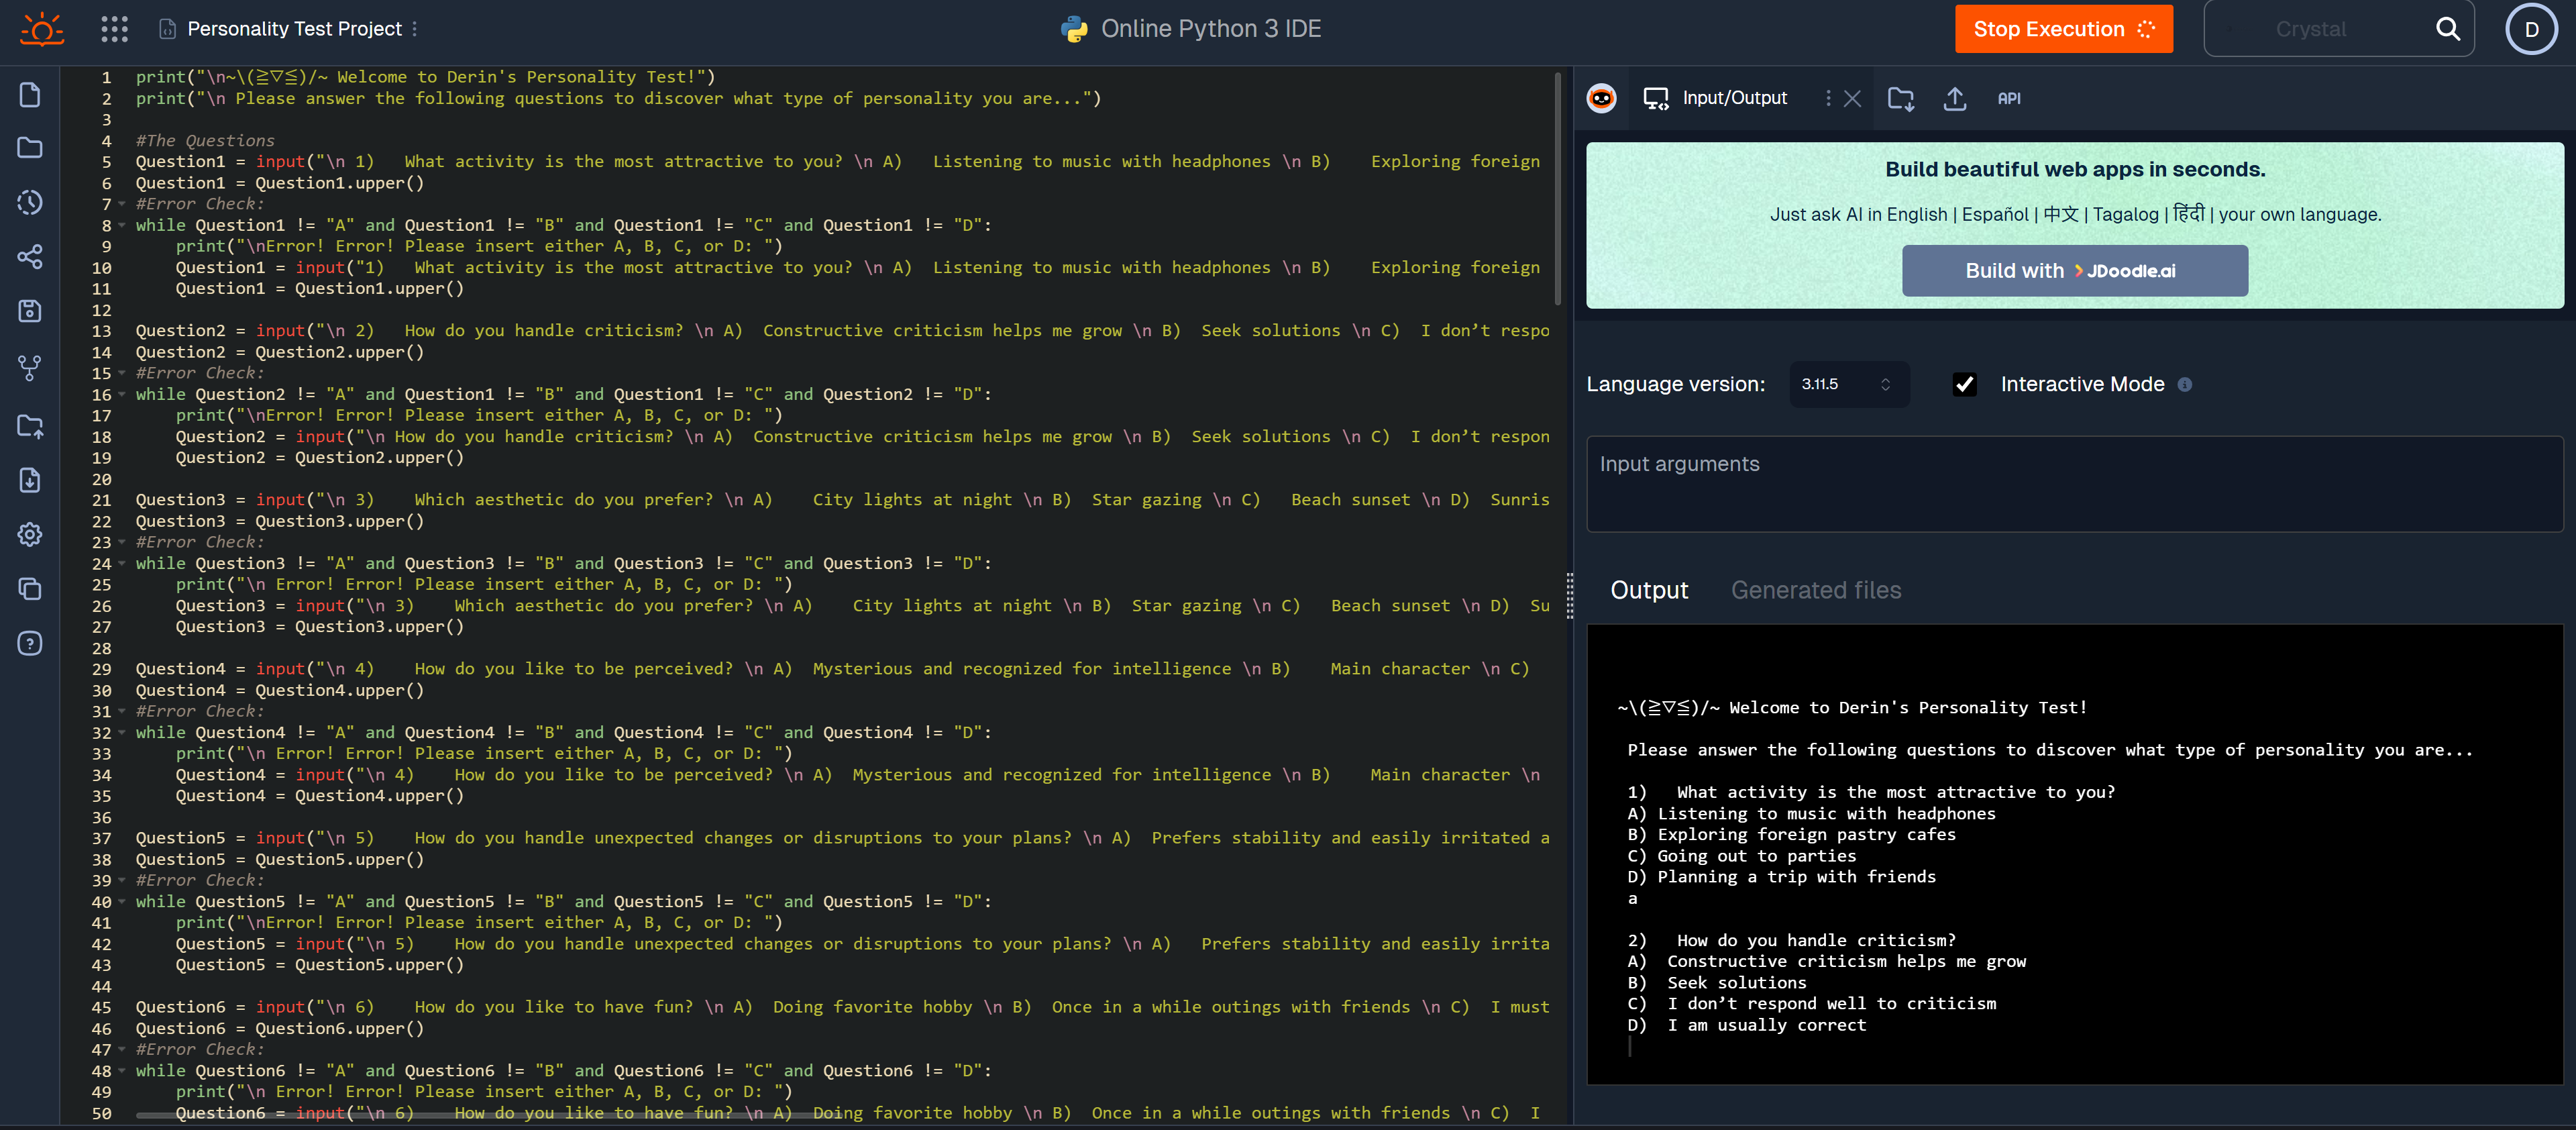 Personality Test Project
Online Python 3 IDE
Stop Execution
Crystal
D
1 print("\n~\(≧▽≦)/~ Welcome to Derin's Personality Test!")
2 print("\n Please answer the following questions to discover what type of personality you are...")
3
4 #The Questions
5 Question1 = input("\n 1)   What activity is the most attractive to you? \n A)   Listening to music with headphones \n B)    Exploring foreign
6 Question1 = Question1.upper()
7 #Error Check:
8 while Question1 != "A" and Question1 != "B" and Question1 != "C" and Question1 != "D":
9     print("\nError! Error! Please insert either A, B, C, or D: ")
10     Question1 = input("1)   What activity is the most attractive to you? \n A)  Listening to music with headphones \n B)    Exploring foreign
11     Question1 = Question1.upper()
12
13 Question2 = input("\n 2)   How do you handle criticism? \n A)  Constructive criticism helps me grow \n B)  Seek solutions \n C)  I don’t respo
14 Question2 = Question2.upper()
15 #Error Check:
16 while Question2 != "A" and Question1 != "B" and Question1 != "C" and Question2 != "D":
17     print("\nError! Error! Please insert either A, B, C, or D: ")
18     Question2 = input("\n How do you handle criticism? \n A)  Constructive criticism helps me grow \n B)  Seek solutions \n C)  I don’t respon
19     Question2 = Question2.upper()
20
21 Question3 = input("\n 3)    Which aesthetic do you prefer? \n A)    City lights at night \n B)  Star gazing \n C)   Beach sunset \n D)  Sunris
22 Question3 = Question3.upper()
23 #Error Check:
24 while Question3 != "A" and Question3 != "B" and Question3 != "C" and Question3 != "D":
25     print("\n Error! Error! Please insert either A, B, C, or D: ")
26     Question3 = input("\n 3)    Which aesthetic do you prefer? \n A)    City lights at night \n B)  Star gazing \n C)   Beach sunset \n D)  Su
27     Question3 = Question3.upper()
28
29 Question4 = input("\n 4)    How do you like to be perceived? \n A)  Mysterious and recognized for intelligence \n B)    Main character \n C)
30 Question4 = Question4.upper()
31 #Error Check:
32 while Question4 != "A" and Question4 != "B" and Question4 != "C" and Question4 != "D":
33     print("\n Error! Error! Please insert either A, B, C, or D: ")
34     Question4 = input("\n 4)    How do you like to be perceived? \n A)  Mysterious and recognized for intelligence \n B)    Main character \n
35     Question4 = Question4.upper()
36
37 Question5 = input("\n 5)    How do you handle unexpected changes or disruptions to your plans? \n A)  Prefers stability and easily irritated a
38 Question5 = Question5.upper()
39 #Error Check:
40 while Question5 != "A" and Question5 != "B" and Question5 != "C" and Question5 != "D":
41     print("\nError! Error! Please insert either A, B, C, or D: ")
42     Question5 = input("\n 5)    How do you handle unexpected changes or disruptions to your plans? \n A)   Prefers stability and easily irrita
43     Question5 = Question5.upper()
44
45 Question6 = input("\n 6)    How do you like to have fun? \n A)  Doing favorite hobby \n B)  Once in a while outings with friends \n C)  I must
46 Question6 = Question6.upper()
47 #Error Check:
48 while Question6 != "A" and Question6 != "B" and Question6 != "C" and Question6 != "D":
49     print("\n Error! Error! Please insert either A, B, C, or D: ")
50     Question6 = input("\n 6)    How do you like to have fun? \n A)  Doing favorite hobby \n B)  Once in a while outings with friends \n C)  I
Input/Output
API
Build beautiful web apps in seconds.
Just ask AI in English | Español | 中文 | Tagalog | हिंदी | your own language.
Build with JDoodle.ai
Language version: 3.11.5 Interactive Mode
Input arguments
Output Generated files
~\(≧▽≦)/~ Welcome to Derin's Personality Test!
Please answer the following questions to discover what type of personality you are...
1)   What activity is the most attractive to you?
A) Listening to music with headphones
B) Exploring foreign pastry cafes
C) Going out to parties
D) Planning a trip with friends
a
2)   How do you handle criticism?
A)  Constructive criticism helps me grow
B)  Seek solutions
C)  I don’t respond well to criticism
D)  I am usually correct